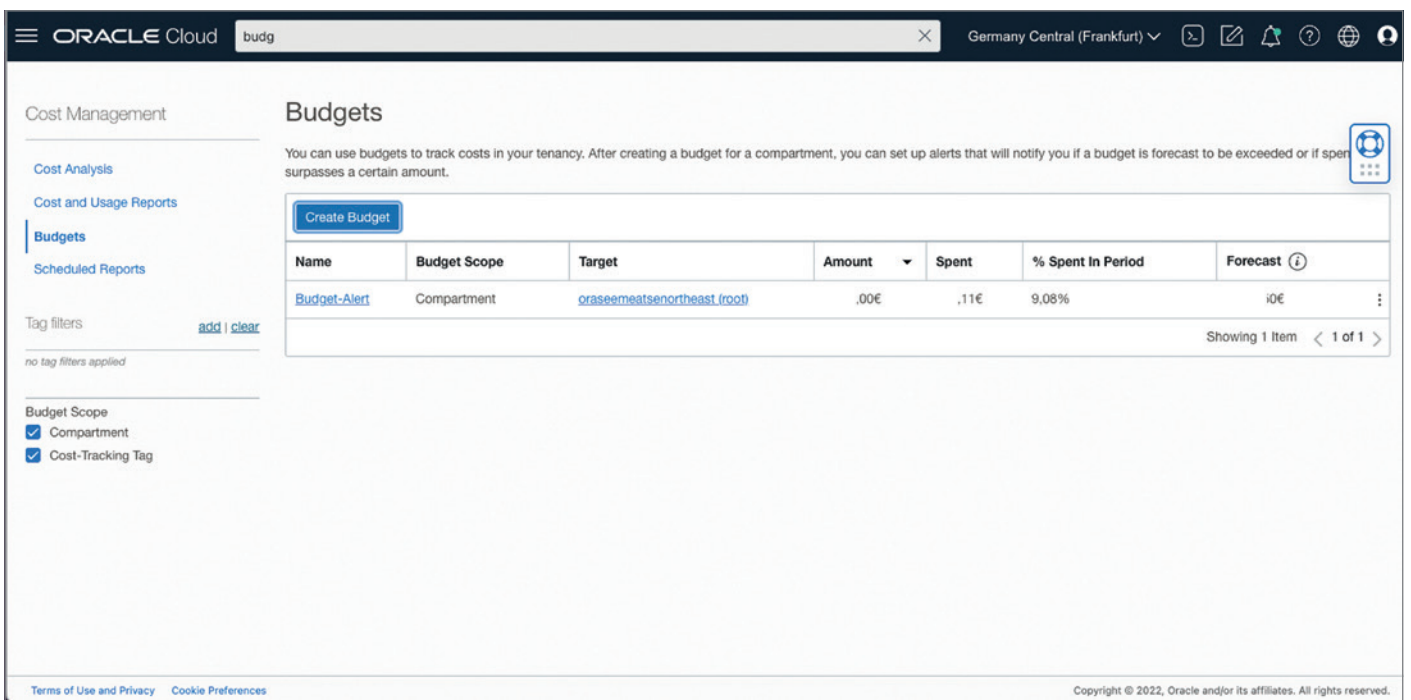 ORACLE Cloud
budg
Germany Central (Frankfurt)
Cost Management
Cost Analysis
Cost and Usage Reports
Budgets
Scheduled Reports
Tag filters
add | clear
no tag filters applied
Budget Scope
Compartment
Cost-Tracking Tag
Budgets
You can use budgets to track costs in your tenancy. After creating a budget for a compartment, you can set up alerts that will notify you if a budget is forecast to be exceeded or if spen
surpasses a certain amount.
Create Budget
Name Budget Scope Target Amount Spent % Spent In Period Forecast
Budget-Alert Compartment oraseemeatsenortheast (root) ,00€ ,11€ 9,08% 0€
Showing 1 Item < 1 of 1 >
Terms of Use and Privacy Cookie Preferences
Copyright © 2022, Oracle and/or its affiliates. All rights reserved.